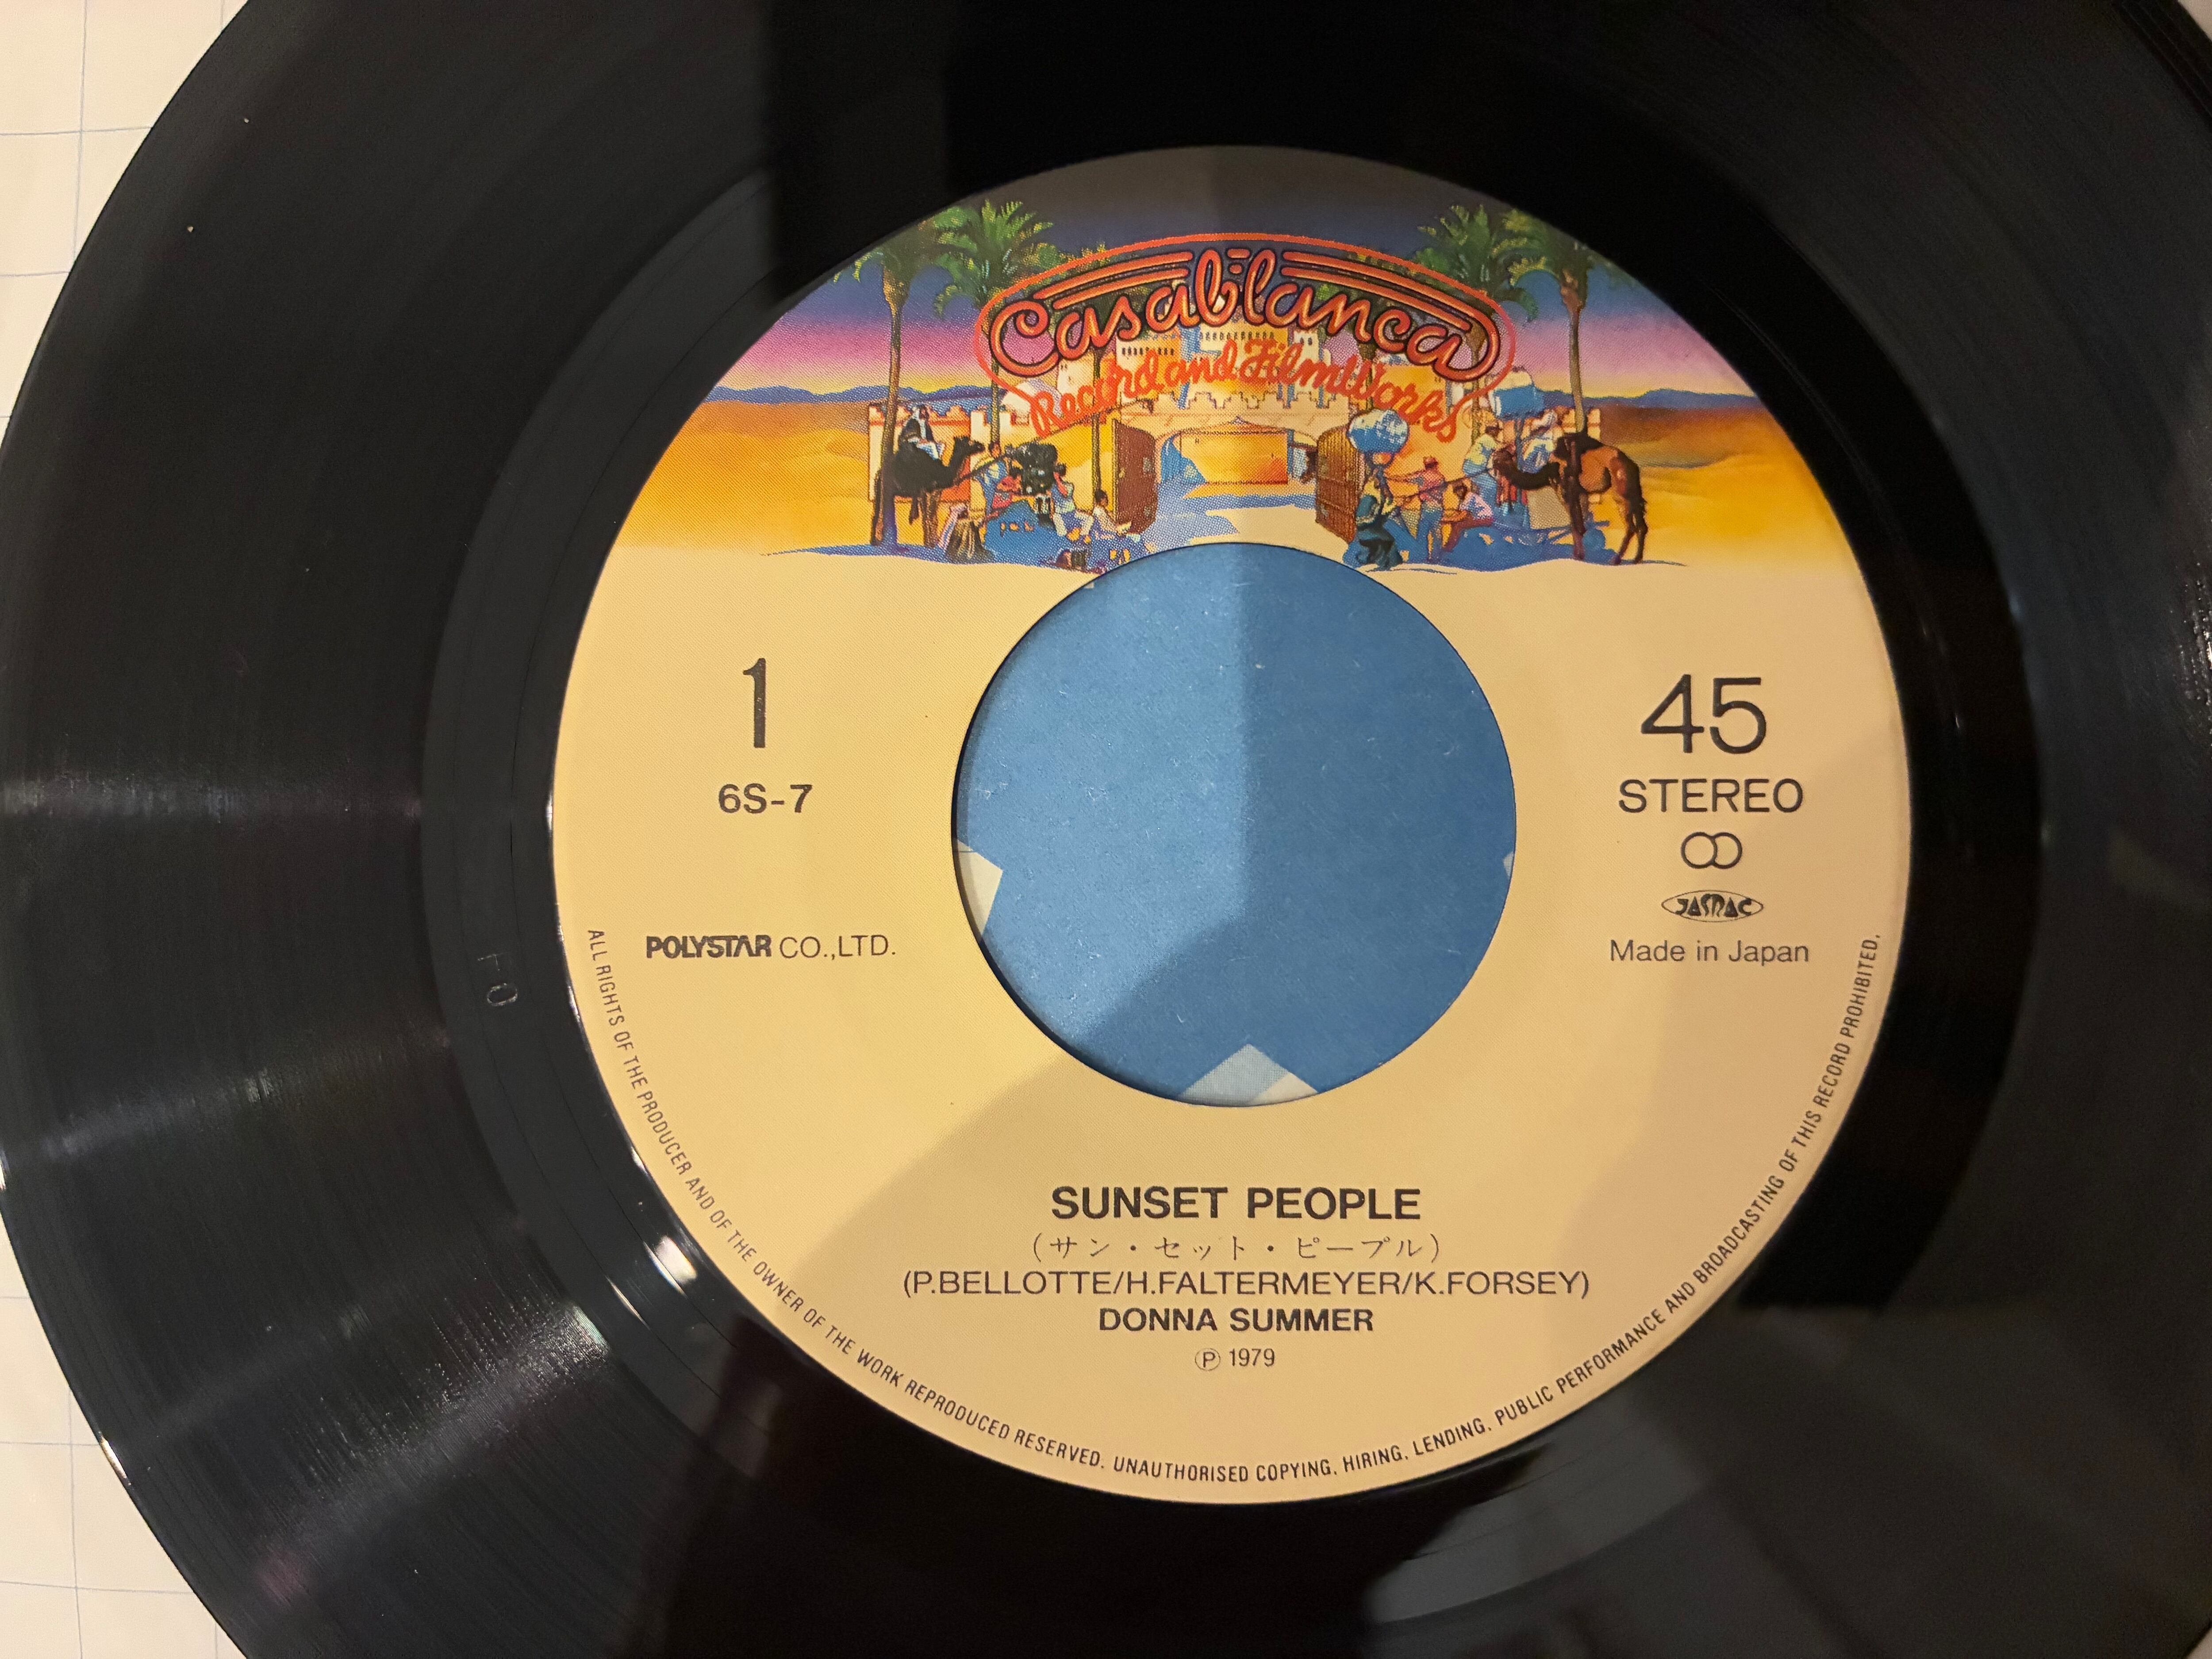 Casablanca
Record and FilmWorks
1
6S-7
45
STEREO
JASRAC
POLYSTAR CO.,LTD.
Made in Japan
SUNSET PEOPLE
(サン・セット・ピープル)
(P.BELLOTTE/H.FALTERMEYER/K.FORSEY)
DONNA SUMMER
Ⓟ 1979
ALL RIGHTS OF THE PRODUCER AND OF THE OWNER OF THE WORK REPRODUCED RESERVED. UNAUTHORISED COPYING, HIRING, LENDING, PUBLIC PERFORMANCE AND BROADCASTING OF THIS RECORD PROHIBITED.